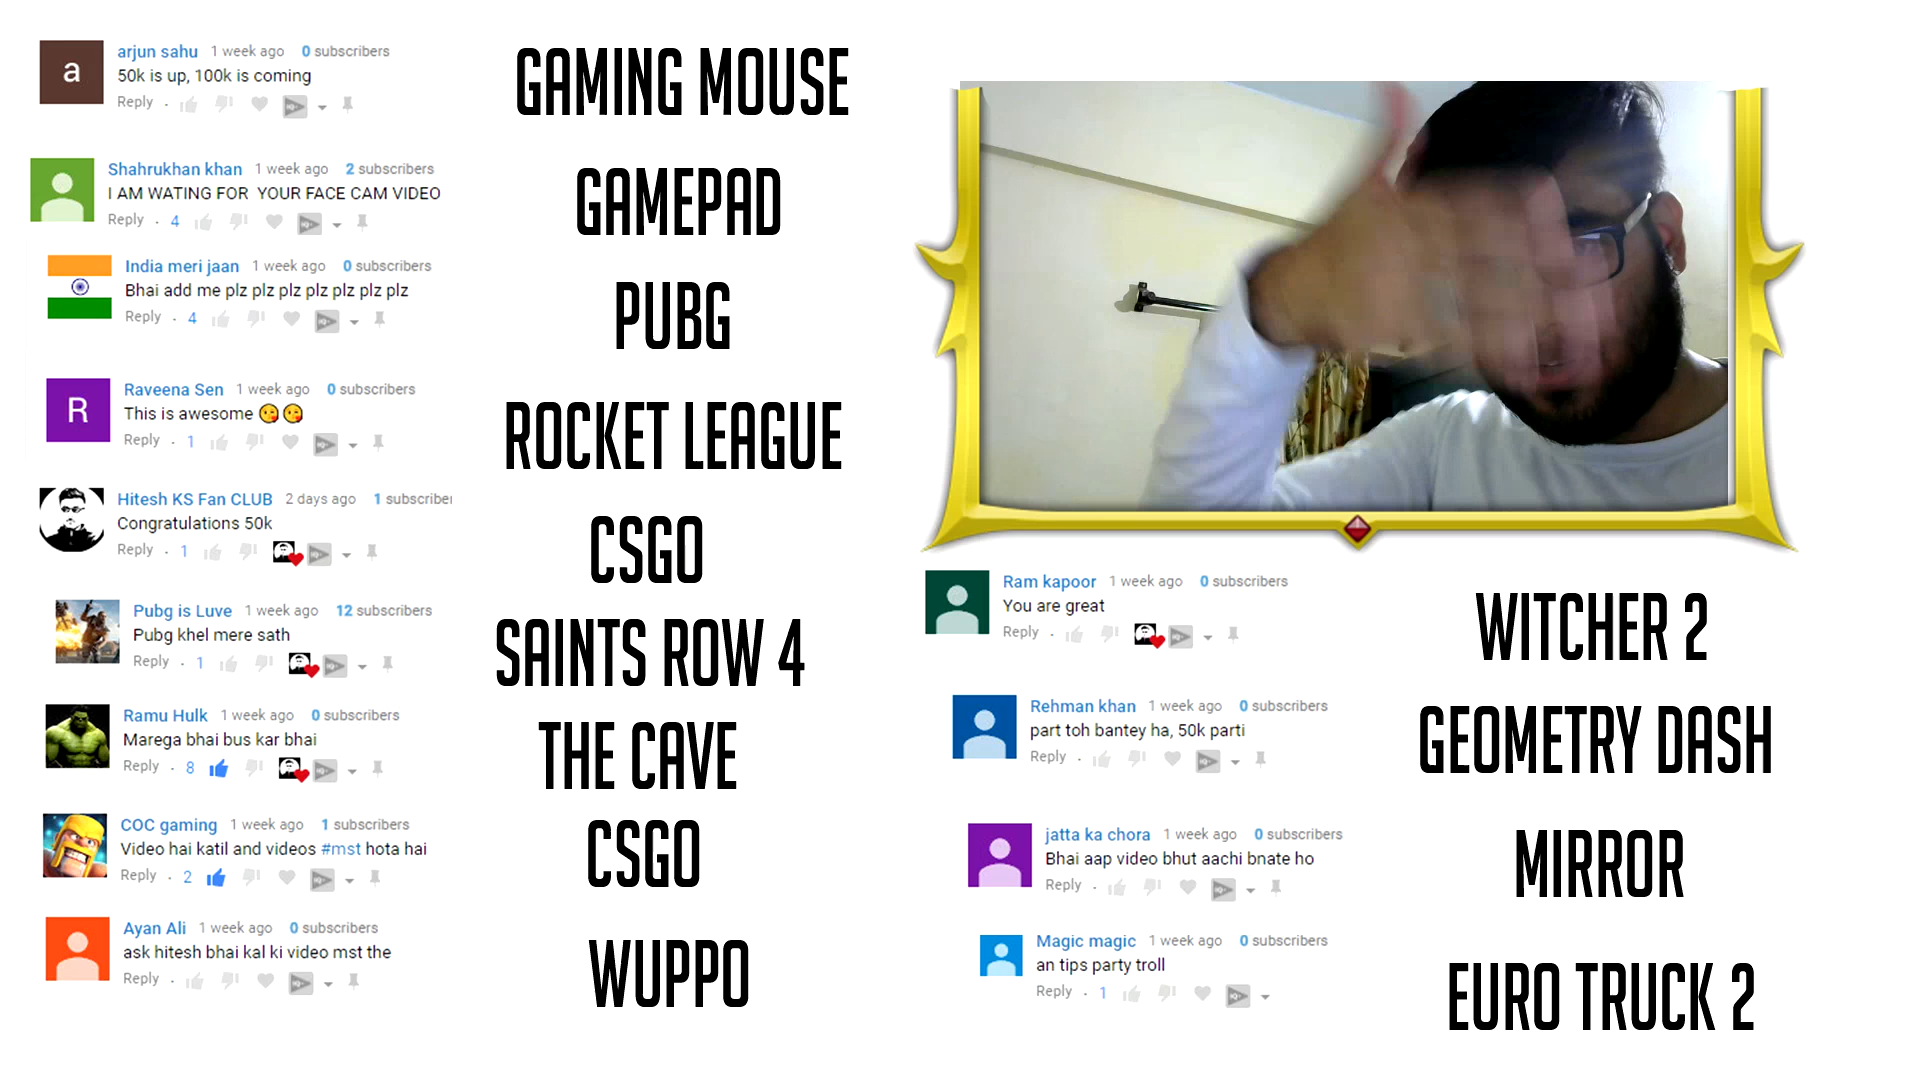 a
arjun sahu 1 week ago 0 subscribers
50k is up, 100k is coming
Reply
GAMING MOUSE
Shahrukhan khan 1 week ago 2 subscribers
I AM WATING FOR YOUR FACE CAM VIDEO
Reply 4
GAMEPAD
India meri jaan 1 week ago 0 subscribers
Bhai add me plz plz plz plz plz plz plz
Reply 4
PUBG
R
Raveena Sen 1 week ago 0 subscribers
This is awesome 😘😘
Reply 1
ROCKET LEAGUE
Hitesh KS Fan CLUB 2 days ago 1 subscriber
Congratulations 50k
Reply 1
CSGO
Pubg is Luve 1 week ago 12 subscribers
Pubg khel mere sath
Reply 1
SAINTS ROW 4
Ramu Hulk 1 week ago 0 subscribers
Marega bhai bus kar bhai
Reply 8
THE CAVE
COC gaming 1 week ago 1 subscribers
Video hai katil and videos #mst hota hai
Reply 2
CSGO
Ayan Ali 1 week ago 0 subscribers
ask hitesh bhai kal ki video mst the
Reply
WUPPO
Ram kapoor 1 week ago 0 subscribers
You are great
Reply
WITCHER 2
Rehman khan 1 week ago 0 subscribers
part toh bantey ha, 50k parti
Reply
GEOMETRY DASH
jatta ka chora 1 week ago 0 subscribers
Bhai aap video bhut aachi bnate ho
Reply
MIRROR
Magic magic 1 week ago 0 subscribers
an tips party troll
Reply 1
EURO TRUCK 2